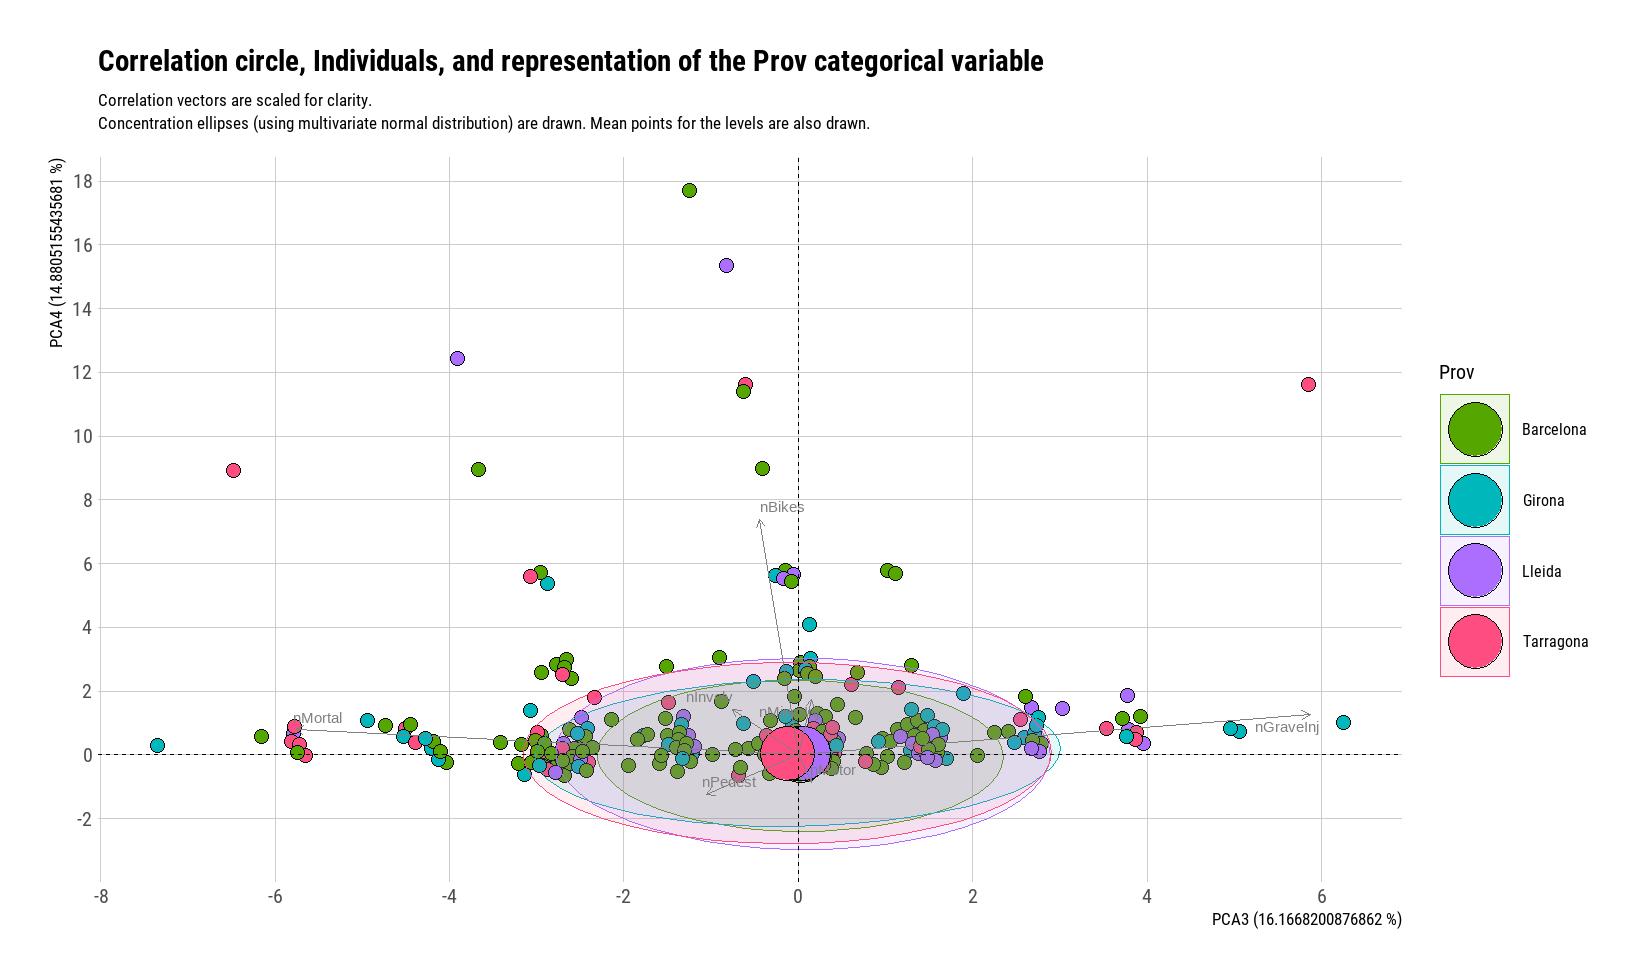 Correlation circle, Individuals, and representation of the Prov categorical variable
Correlation vectors are scaled for clarity.
Concentration ellipses (using multivariate normal distribution) are drawn. Mean points for the levels are also drawn.
PCA4 (14.8805155435681 %)
18
16
14
12
10
8
6
4
2
0
-2
nBikes
nMortal
nGraveInj
nPedest
-8
-6
-4
-2
0
2
4
6
PCA3 (16.1668200876862 %)
Prov
Barcelona
Girona
Lleida
Tarragona